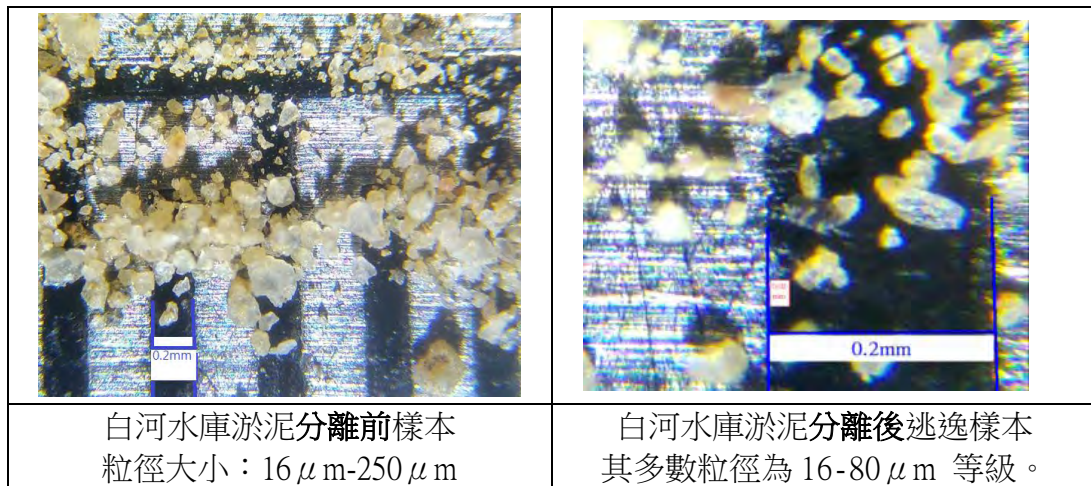 0.2mm
0.2mm
白河水庫淤泥分離前樣本
粒徑大小：16μm-250μm
白河水庫淤泥分離後逃逸樣本
其多數粒徑為 16-80μm 等級。